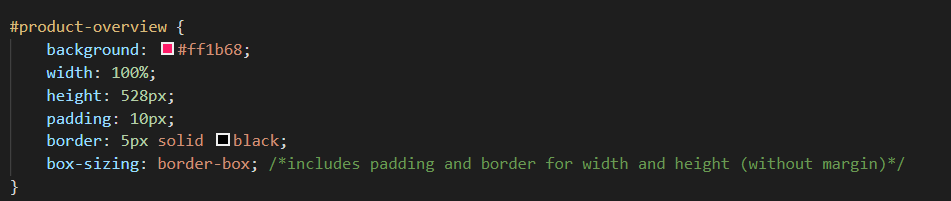 #product-overview {
    background: #ff1b68;
    width: 100%;
    height: 528px;
    padding: 10px;
    border: 5px solid black;
    box-sizing: border-box; /*includes padding and border for width and height (without margin)*/
}